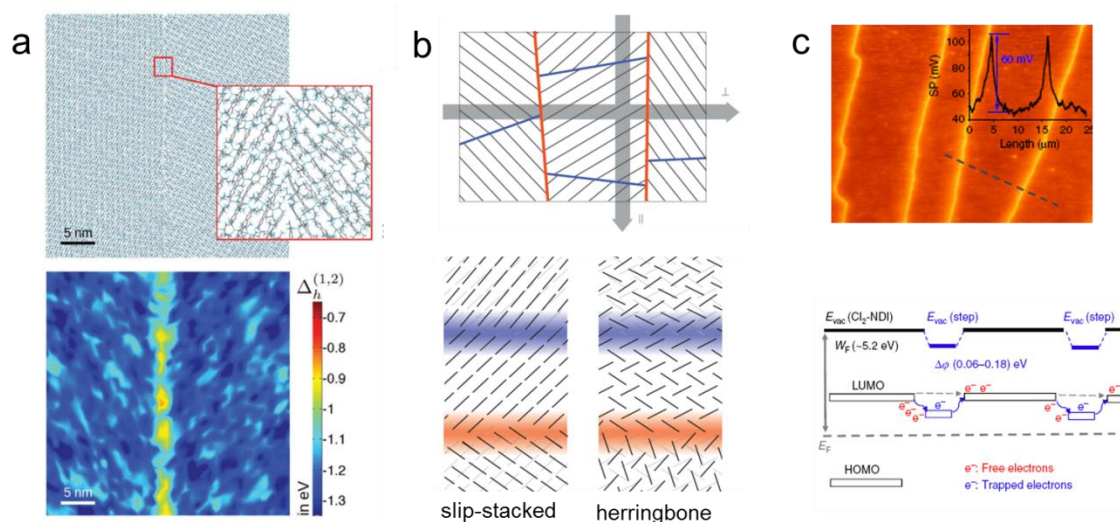 a
5 nm
Δh(1,2)
-0.7
-0.8
-0.9
-1
-1.1
-1.2
-1.3
in eV
5 nm
b
⊥
||
slip-stacked
herringbone
c
SP (mV)
100
80
60
40
60 mV
0 5 10 15 20 25
Length (μm)
Evac (Cl2-NDI)
Evac (step)
Evac (step)
WF (~5.2 eV)
Δφ (0.06–0.18) eV
LUMO
e− e− e−
e− e− e−
e− e−
e− e−
e−
EF
HOMO
e−: Free electrons
e−: Trapped electrons